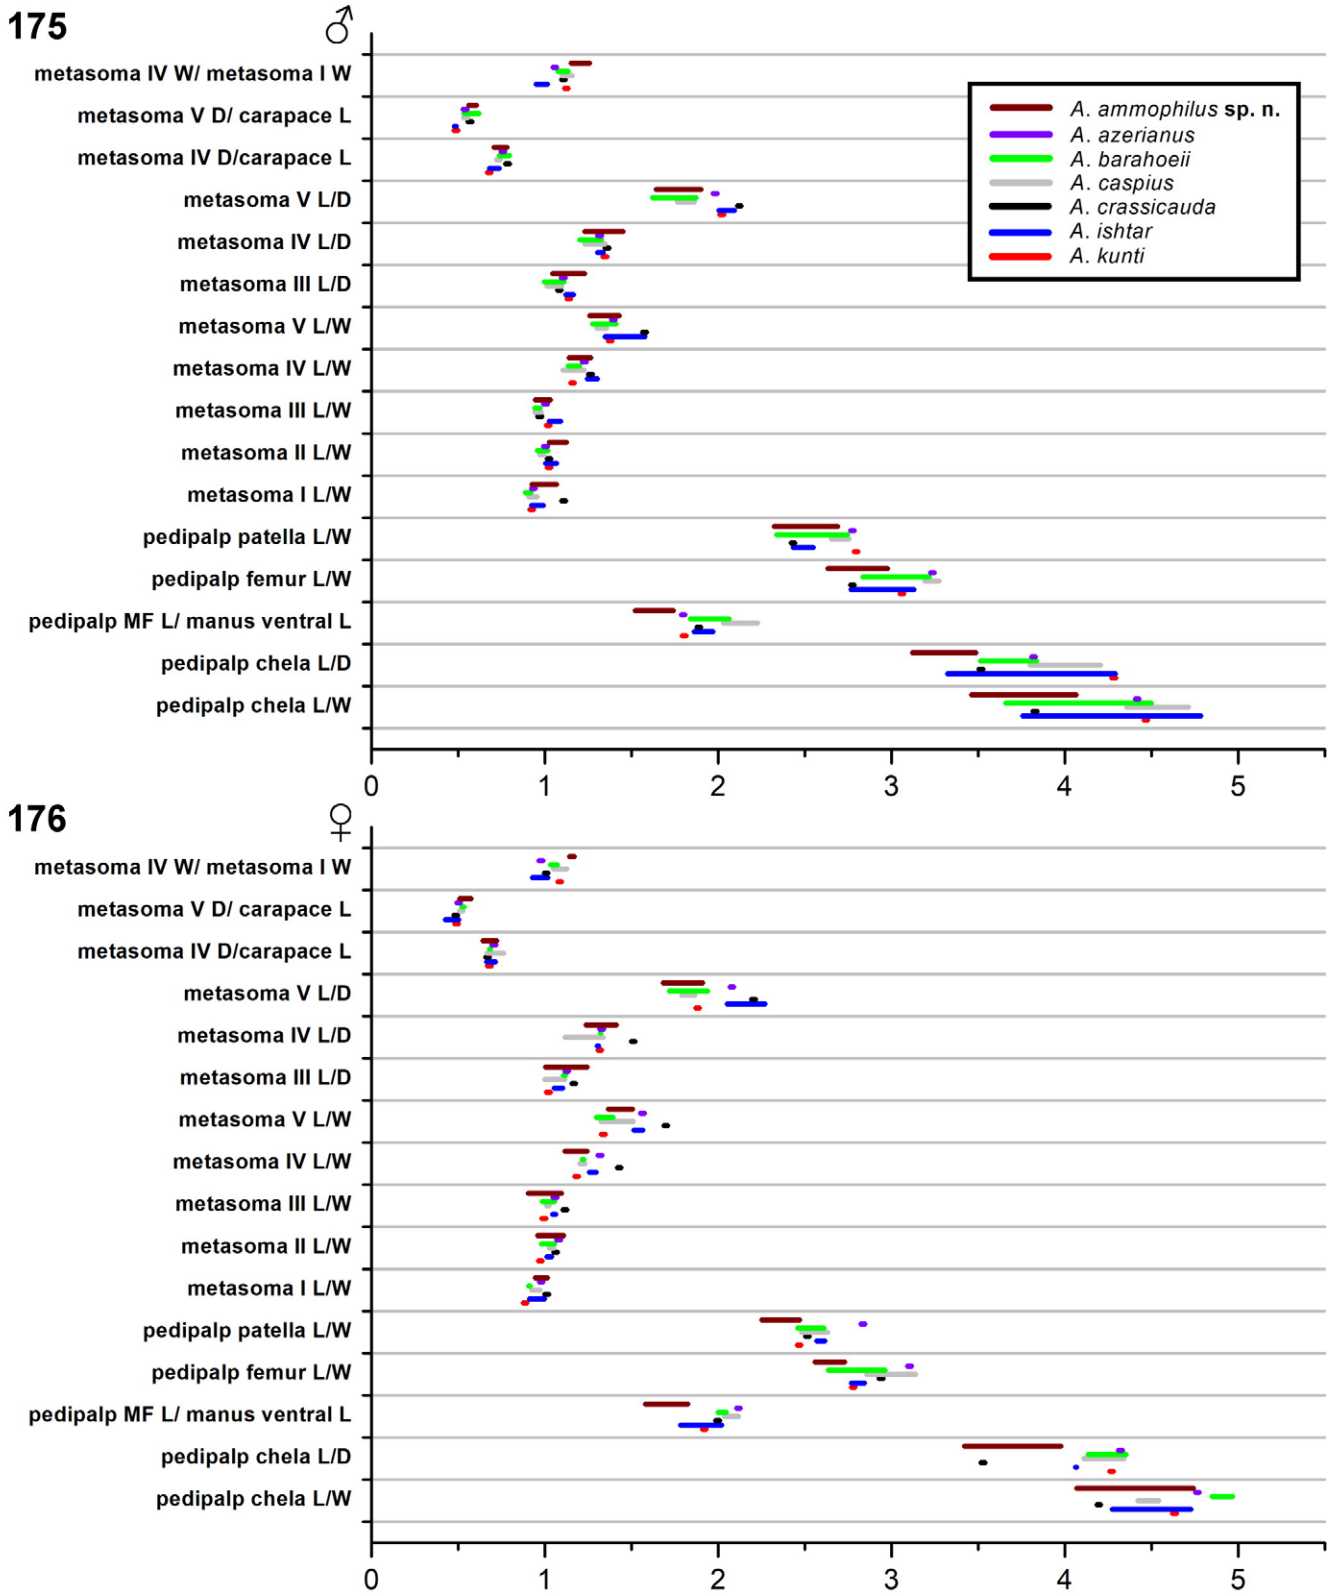 175
♂
metasoma IV W/ metasoma I W
metasoma V D/ carapace L
metasoma IV D/carapace L
metasoma V L/D
metasoma IV L/D
metasoma III L/D
metasoma V L/W
metasoma IV L/W
metasoma III L/W
metasoma II L/W
metasoma I L/W
pedipalp patella L/W
pedipalp femur L/W
pedipalp MF L/ manus ventral L
pedipalp chela L/D
pedipalp chela L/W
A. ammophilus sp. n.
A. azerianus
A. barahoeii
A. caspius
A. crassicauda
A. ishtar
A. kunti
0 1 2 3 4 5
176
♀
metasoma IV W/ metasoma I W
metasoma V D/ carapace L
metasoma IV D/carapace L
metasoma V L/D
metasoma IV L/D
metasoma III L/D
metasoma V L/W
metasoma IV L/W
metasoma III L/W
metasoma II L/W
metasoma I L/W
pedipalp patella L/W
pedipalp femur L/W
pedipalp MF L/ manus ventral L
pedipalp chela L/D
pedipalp chela L/W
0 1 2 3 4 5